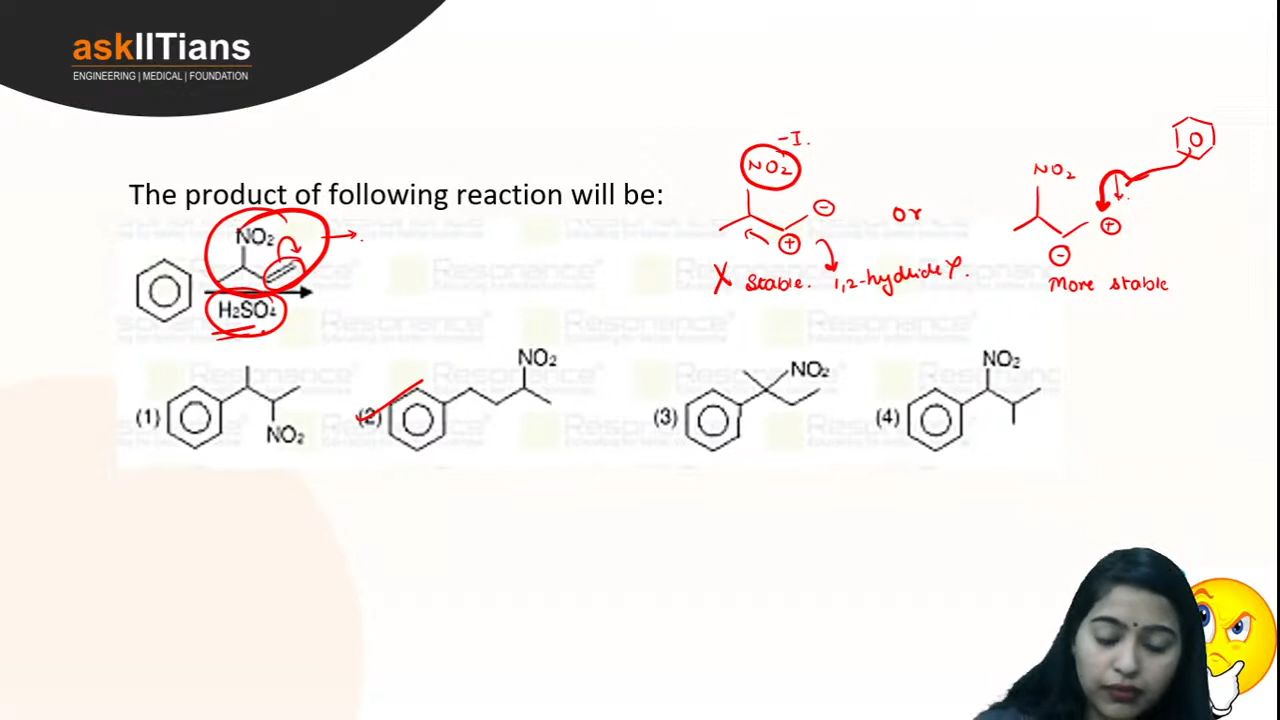 askIITians
ENGINEERING | MEDICAL | FOUNDATION
The product of following reaction will be:
NO2
H2SO4
-I.
NO2
or
NO2
X Stable. 1,2-hydride
More stable
(1)
NO2
(2)
NO2
(3)
NO2
(4)
NO2
Resonance